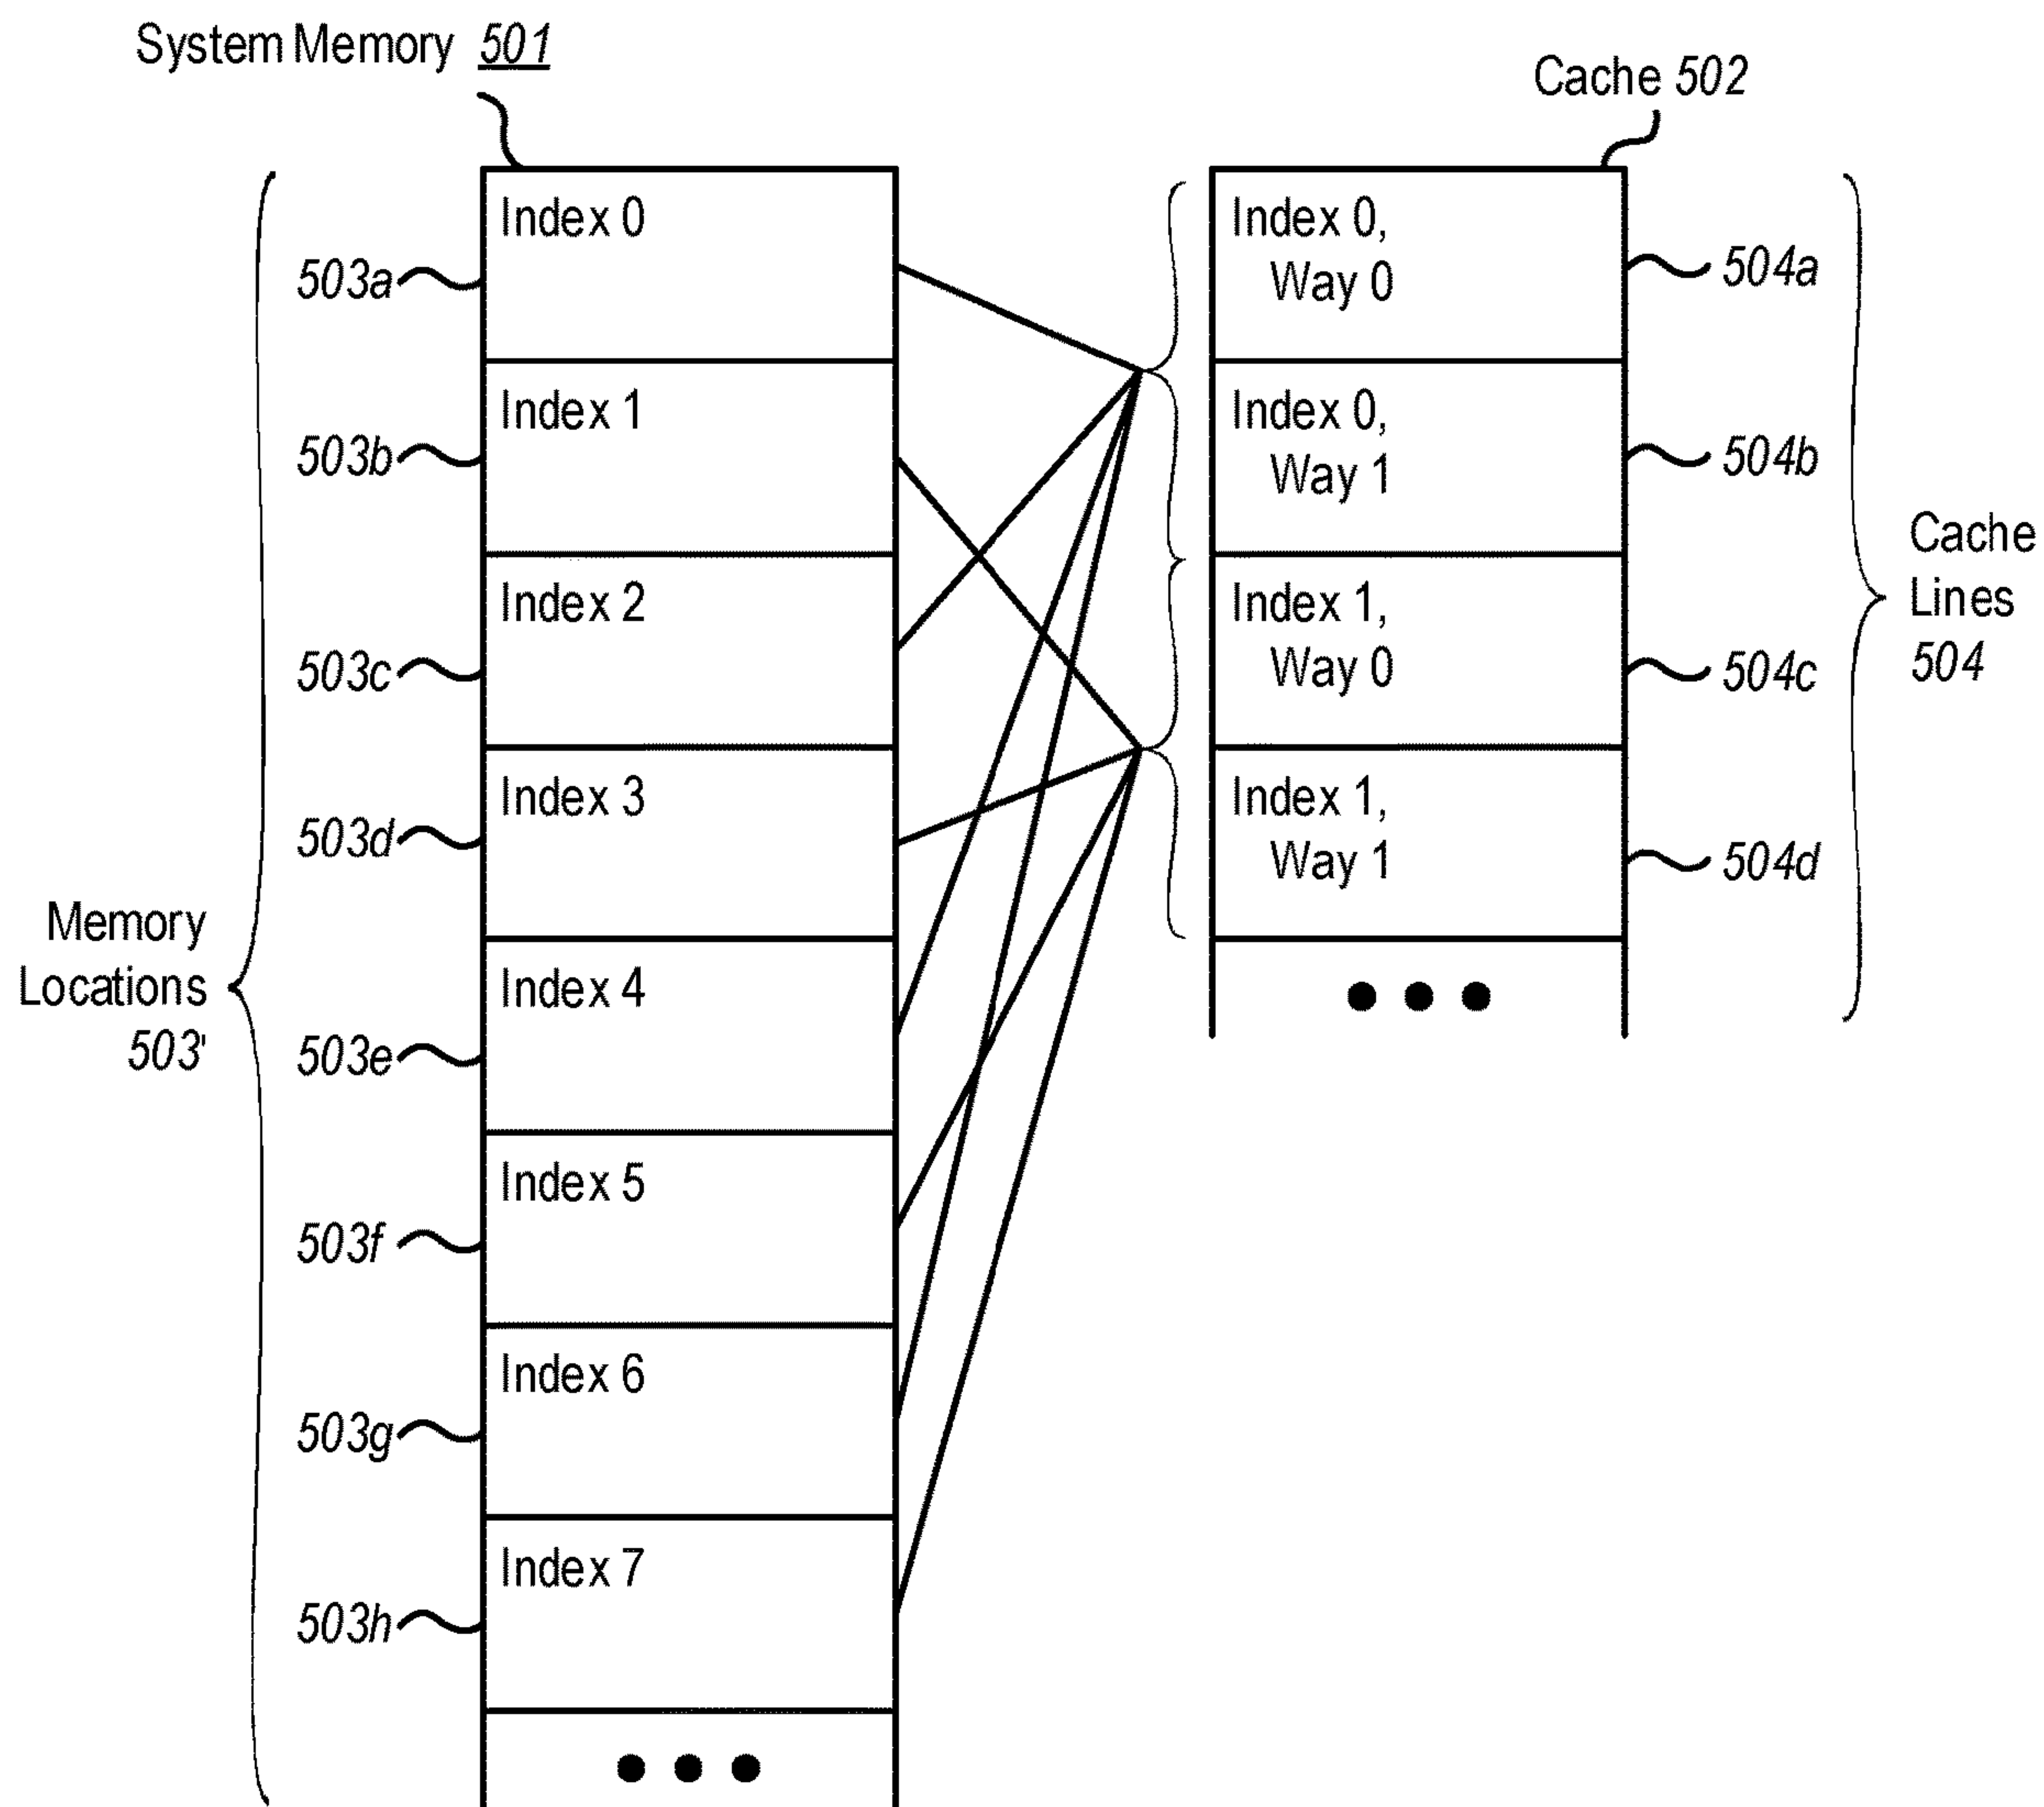 System Memory 501
Cache 502
Index 0
503a
Index 1
503b
Index 2
503c
Index 3
503d
Memory
Locations
503'
Index 4
503e
Index 5
503f
Index 6
503g
Index 7
503h
Index 0,
Way 0
504a
Index 0,
Way 1
504b
Index 1,
Way 0
504c
Index 1,
Way 1
504d
Cache
Lines
504